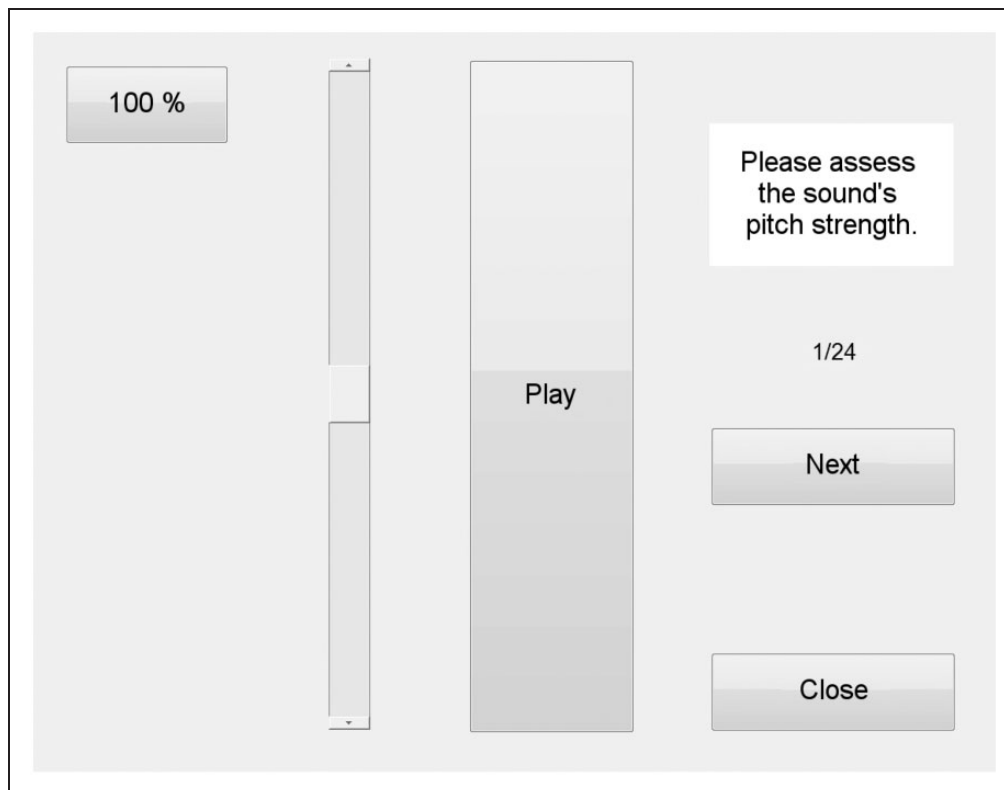 100 %
Please assess
the sound's
pitch strength.
1/24
Play
Next
Close